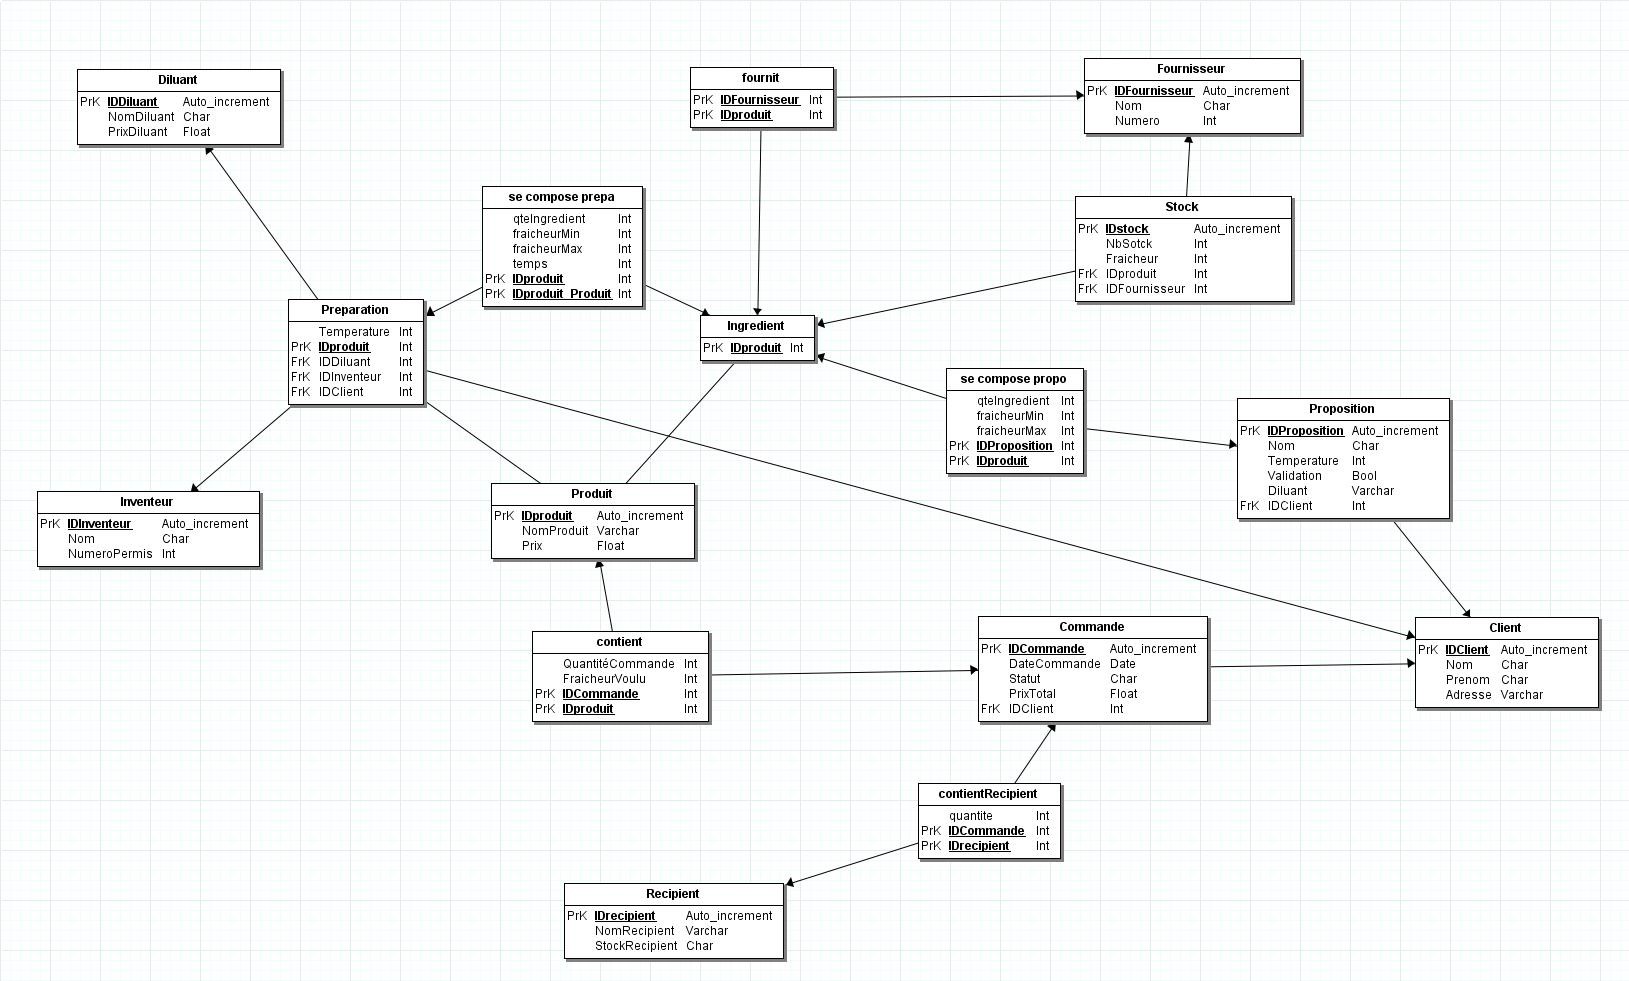 Diluant
PrK IDDiluant Auto_increment
NomDiluant Char
PrixDiluant Float
fournit
PrK IDFournisseur Int
PrK IDproduit Int
Fournisseur
PrK IDFournisseur Auto_increment
Nom Char
Numero Int
se compose prepa
qteIngredient Int
fraicheurMin Int
fraicheurMax Int
temps Int
PrK IDproduit Int
PrK IDproduit_Produit Int
Stock
PrK IDstock Auto_increment
NbSotck Int
Fraicheur Int
FrK IDproduit Int
FrK IDFournisseur Int
Preparation
Temperature Int
PrK IDproduit Int
FrK IDDiluant Int
FrK IDInventeur Int
FrK IDClient Int
Ingredient
PrK IDproduit Int
se compose propo
qteIngredient Int
fraicheurMin Int
fraicheurMax Int
PrK IDProposition Int
PrK IDproduit Int
Proposition
PrK IDProposition Auto_increment
Nom Char
Temperature Int
Validation Bool
Diluant Varchar
FrK IDClient Int
Inventeur
PrK IDInventeur Auto_increment
Nom Char
NumeroPermis Int
Produit
PrK IDproduit Auto_increment
NomProduit Varchar
Prix Float
contient
QuantitéCommande Int
FraicheurVoulu Int
PrK IDCommande Int
PrK IDproduit Int
Commande
PrK IDCommande Auto_increment
DateCommande Date
Statut Char
PrixTotal Float
FrK IDClient Int
Client
PrK IDClient Auto_increment
Nom Char
Prenom Char
Adresse Varchar
contientRecipient
quantite Int
PrK IDCommande Int
PrK IDrecipient Int
Recipient
PrK IDrecipient Auto_increment
NomRecipient Varchar
StockRecipient Char